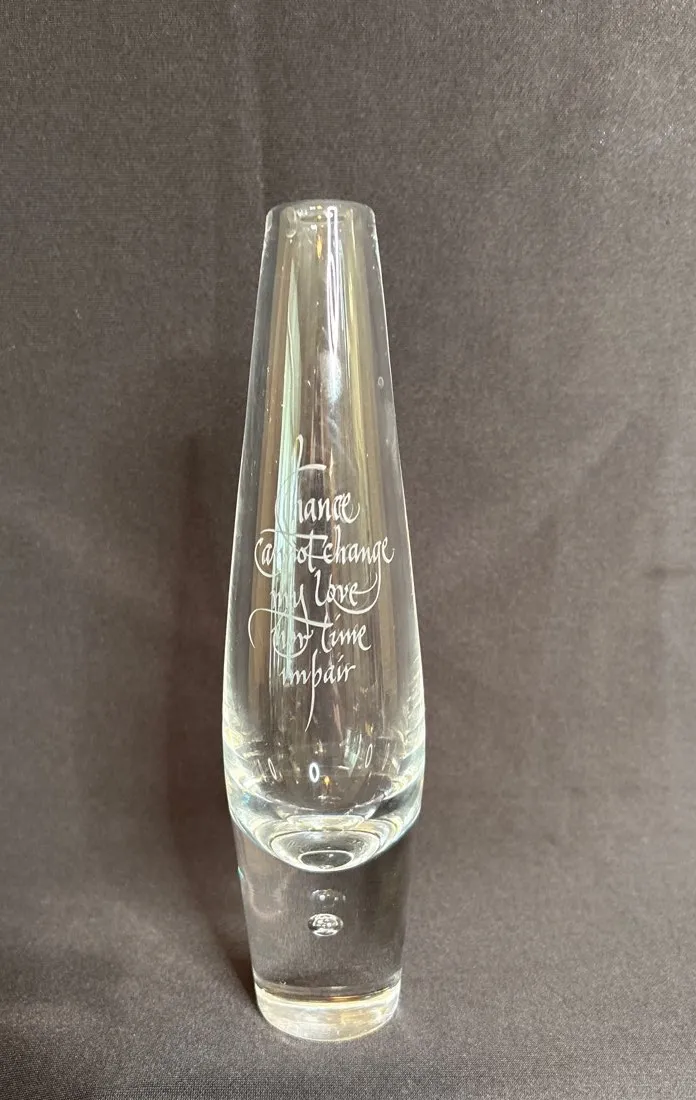 Chance
cannot change
my love
nor time
impair